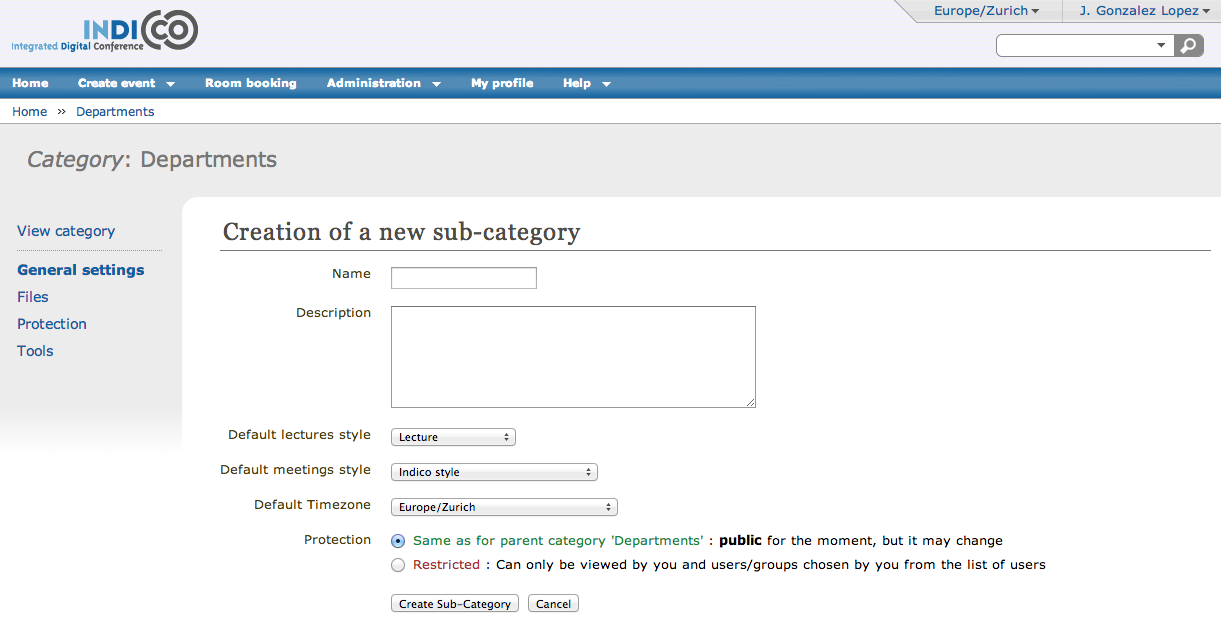 Europe/Zurich J. Gonzalez Lopez
INDICO
Integrated Digital Conference
Home Create event Room booking Administration My profile Help
Home » Departments
Category: Departments
View category
General settings
Files
Protection
Tools
Creation of a new sub-category
Name
Description
Default lectures style Lecture
Default meetings style Indico style
Default Timezone Europe/Zurich
Protection Same as for parent category 'Departments' : public for the moment, but it may change
Restricted : Can only be viewed by you and users/groups chosen by you from the list of users
Create Sub-Category Cancel